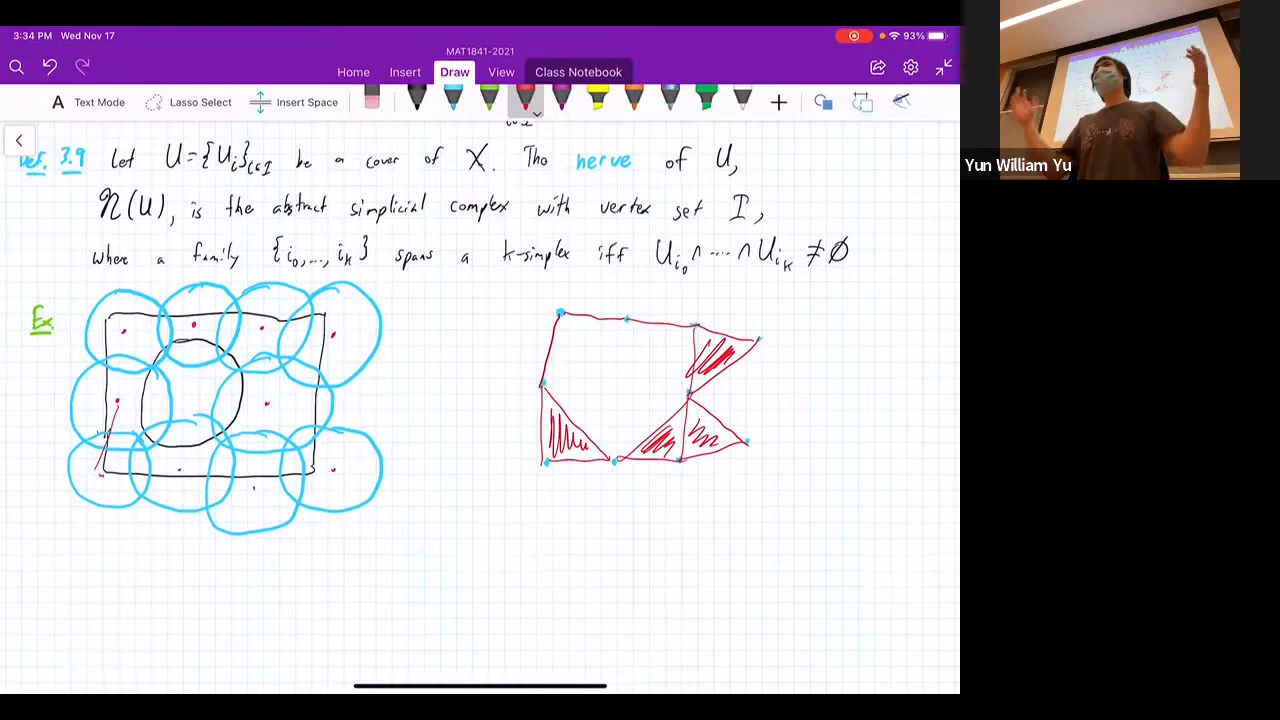 3:34 PM Wed Nov 17
93%
MAT1841-2021
Home Insert Draw View Class Notebook
A Text Mode Lasso Select Insert Space
Def. 3.9 Let U = {U_i}_{i∈I} be a cover of X. The nerve of U,
N(U), is the abstract simplicial complex with vertex set I,
where a family {i_0, ..., i_k} spans a k-simplex iff U_{i_0} ∩ ···· ∩ U_{i_k} ≠ ∅
Ex
Yun William Yu